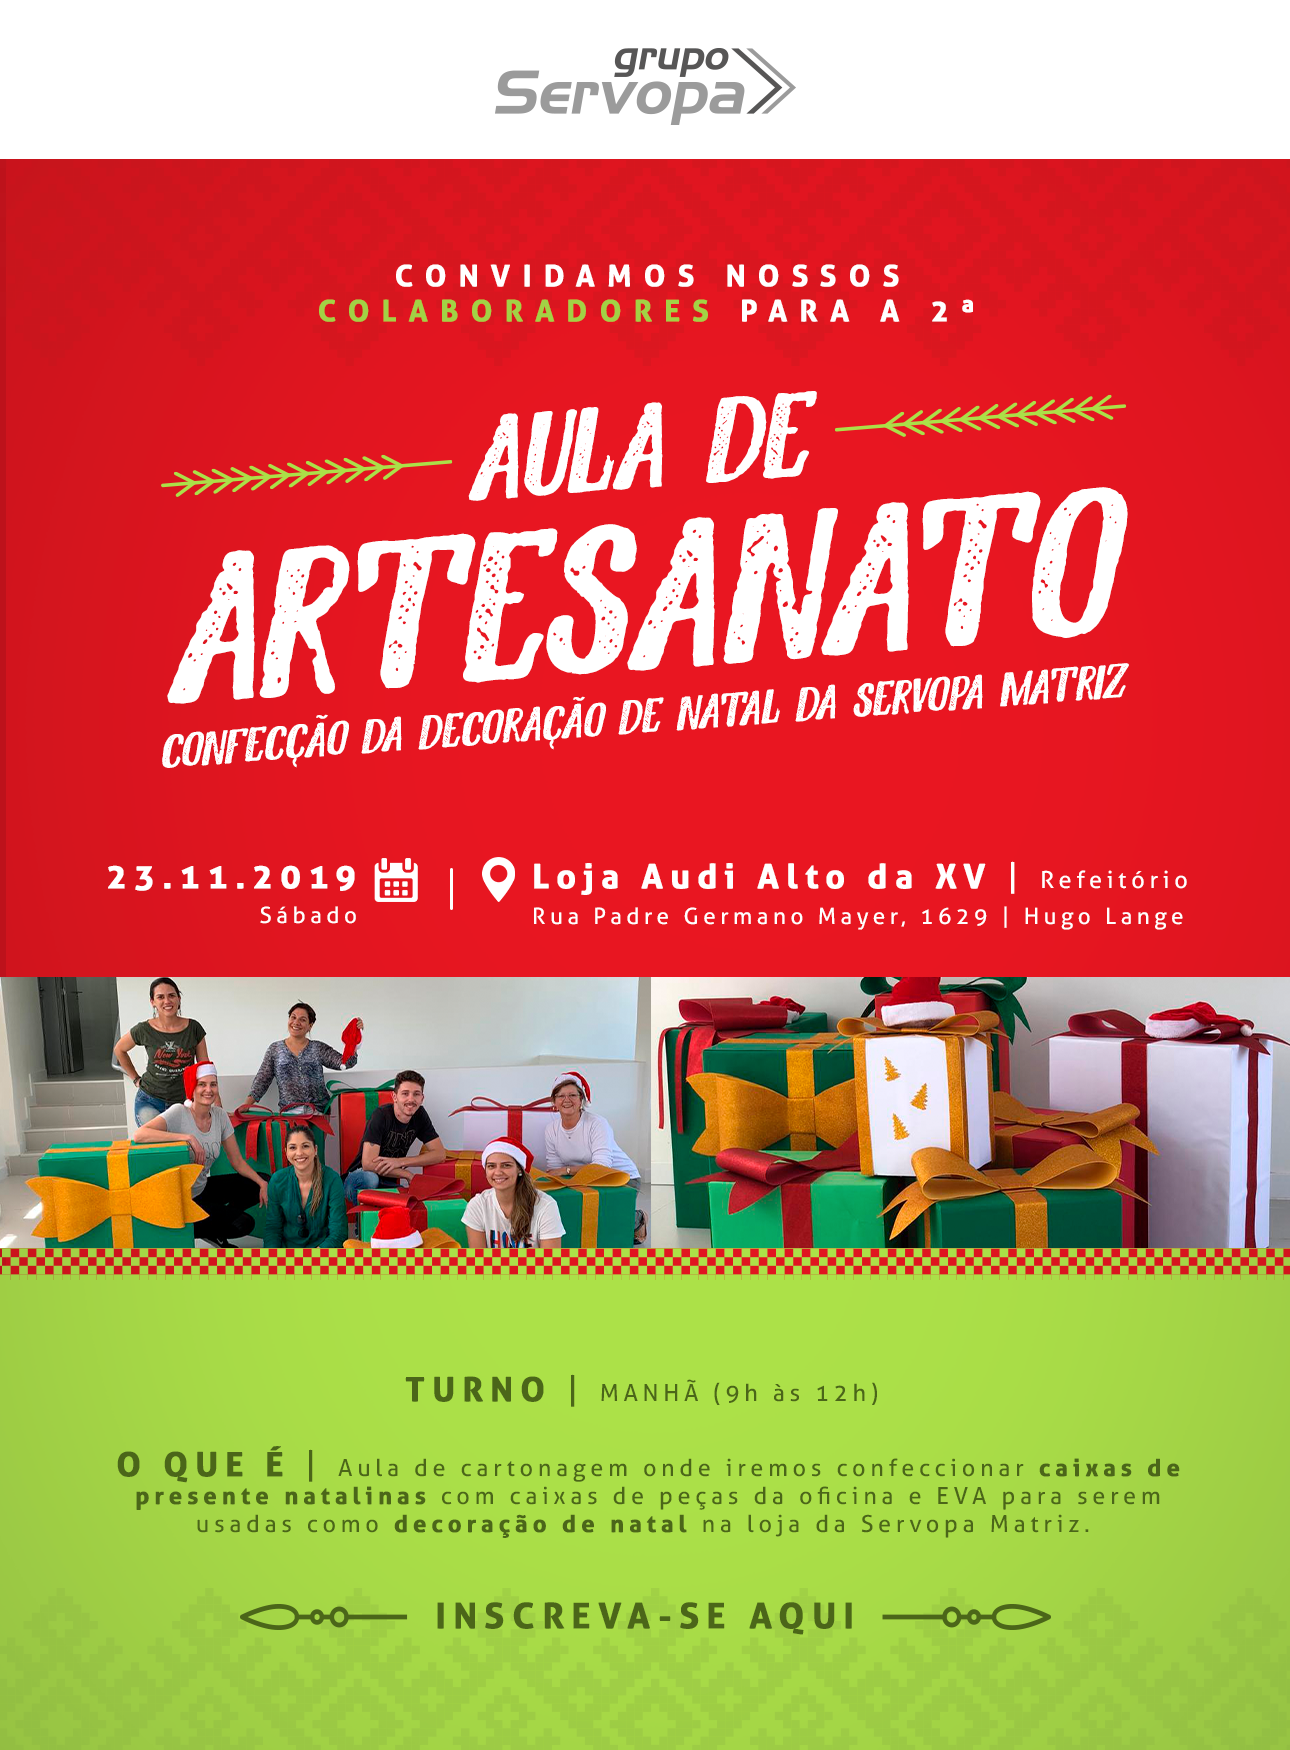 grupo
Servopa
CONVIDAMOS NOSSOS
COLABORADORES PARA A 2ª
AULA DE
ARTESANATO
CONFECÇÃO DA DECORAÇÃO DE NATAL DA SERVOPA MATRIZ
23.11.2019
Sábado
Loja Audi Alto da XV | Refeitório
Rua Padre Germano Mayer, 1629 | Hugo Lange
New York
TURNO | MANHÃ (9h às 12h)
O QUE É | Aula de cartonagem onde iremos confeccionar caixas de
presente natalinas com caixas de peças da oficina e EVA para serem
usadas como decoração de natal na loja da Servopa Matriz.
INSCREVA-SE AQUI